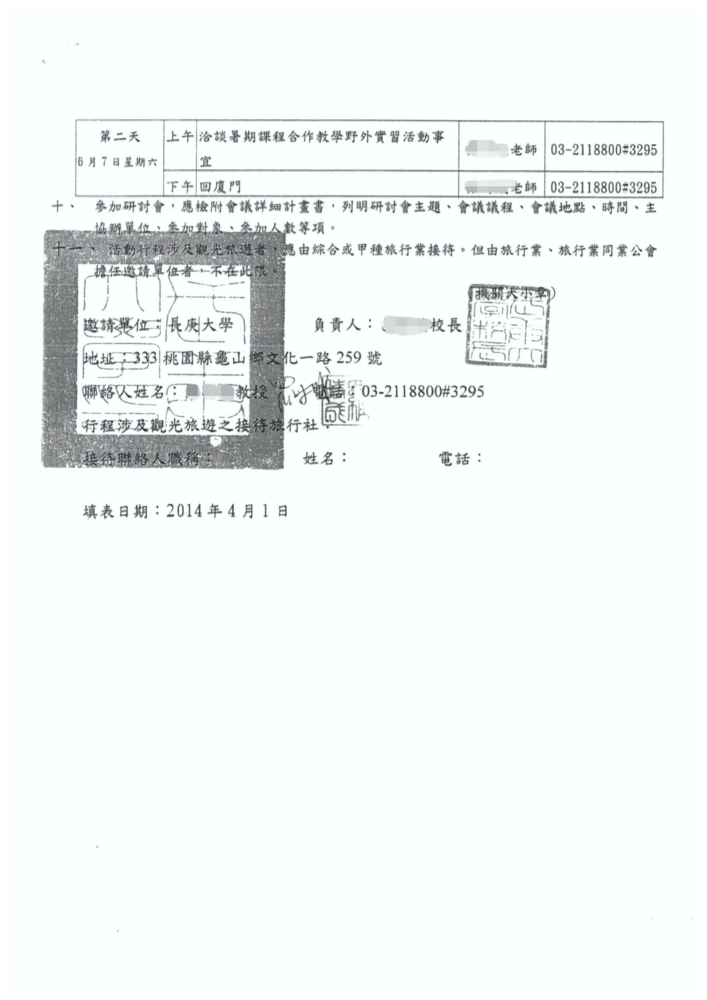 第二天
6月7日星期六
上午
洽談暑期課程合作教學野外實習活動事
宜
老師
03-2118800#3295
下午
回廈門
老師
03-2118800#3295
十、 參加研討會，應檢附會議詳細計畫書，列明研討會主題、會議議程、會議地點、時間、主
協辦單位、參加對象、參加人數等項。
十一、 活動行程涉及觀光旅遊者，應由綜合或甲種旅行業接待。但由旅行業、旅行業同業公會
擔任邀請單位者，不在此限。
（機關大小章）
邀請單位：長庚大學 負責人： 校長
地址：333 桃園縣龜山鄉文化一路 259 號
聯絡人姓名： 教授 電話：03-2118800#3295
行程涉及觀光旅遊之接待旅行社：
接待聯絡人職稱： 姓名： 電話：
填表日期：2014 年 4 月 1 日